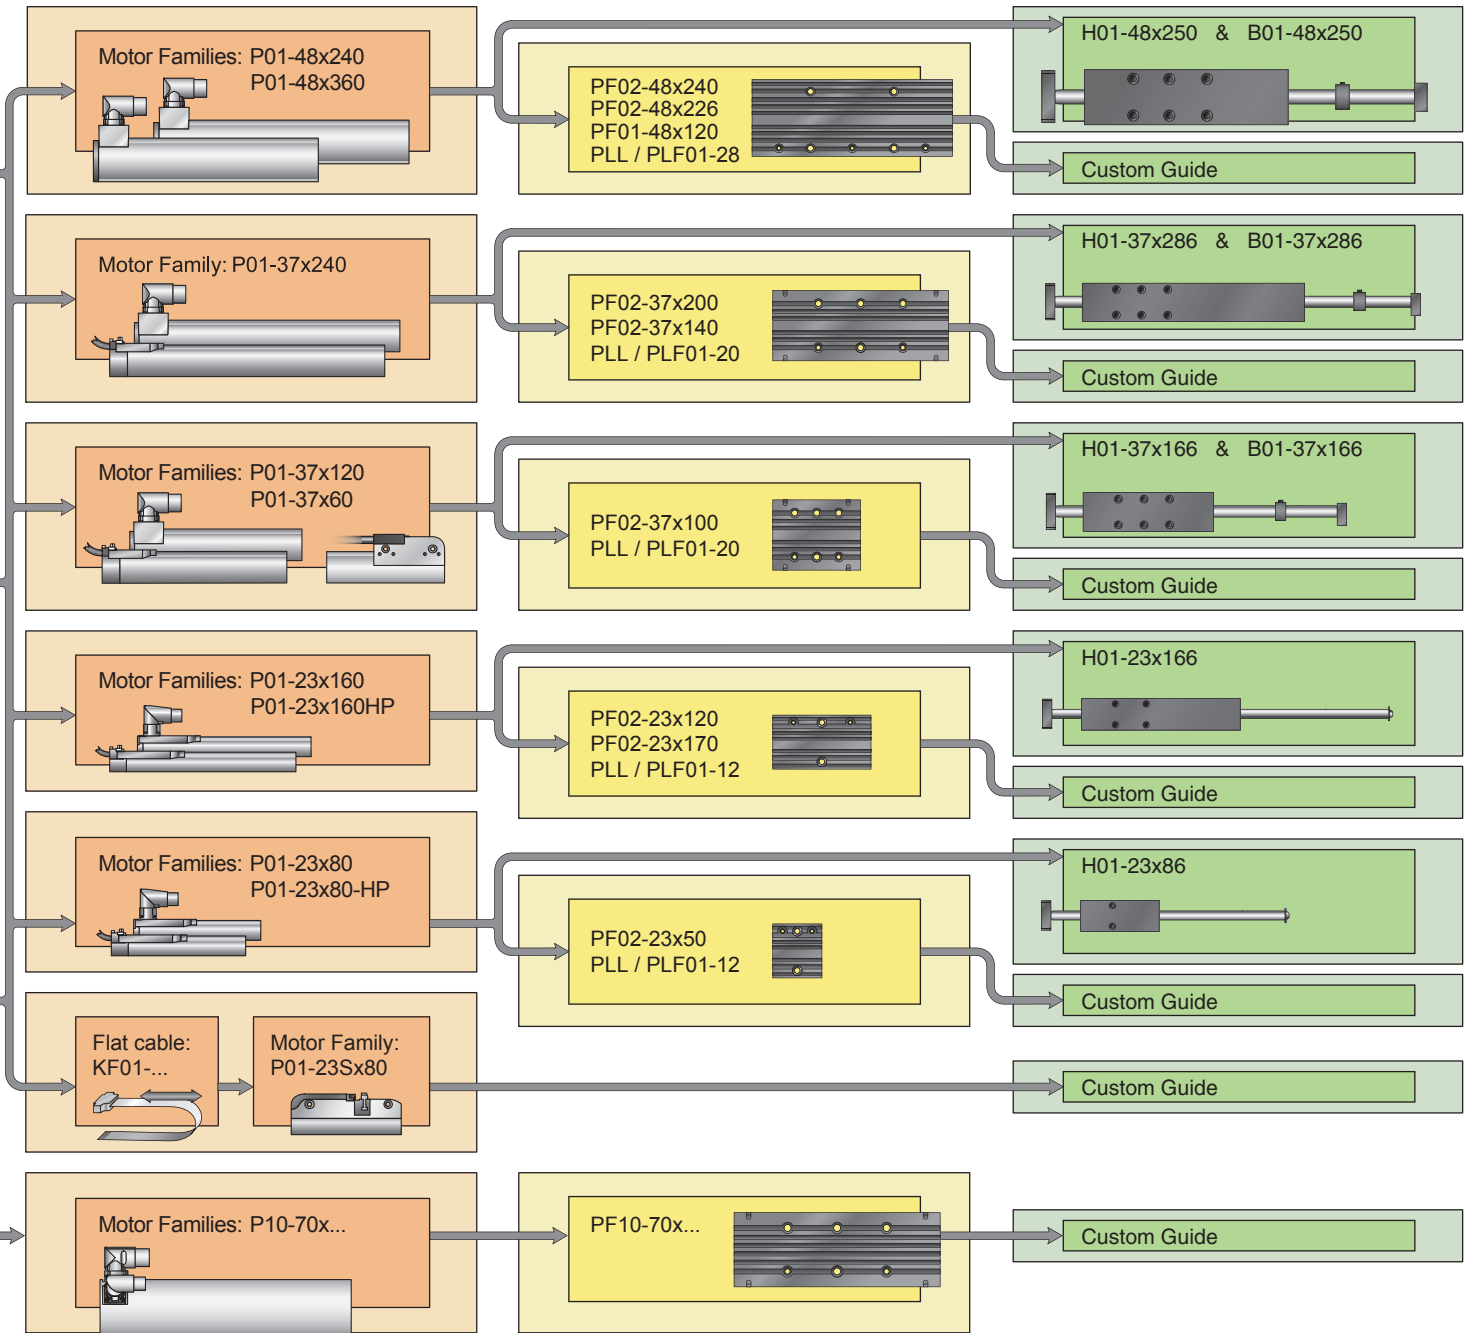 Motor Families: P01-48x240
P01-48x360
PF02-48x240
PF02-48x226
PF01-48x120
PLL / PLF01-28
H01-48x250 & B01-48x250
Custom Guide
Motor Family: P01-37x240
PF02-37x200
PF02-37x140
PLL / PLF01-20
H01-37x286 & B01-37x286
Custom Guide
Motor Families: P01-37x120
P01-37x60
PF02-37x100
PLL / PLF01-20
H01-37x166 & B01-37x166
Custom Guide
Motor Families: P01-23x160
P01-23x160HP
PF02-23x120
PF02-23x170
PLL / PLF01-12
H01-23x166
Custom Guide
Motor Families: P01-23x80
P01-23x80-HP
PF02-23x50
PLL / PLF01-12
H01-23x86
Custom Guide
Flat cable:
KF01-...
Motor Family:
P01-23Sx80
Custom Guide
Motor Families: P10-70x...
PF10-70x...
Custom Guide